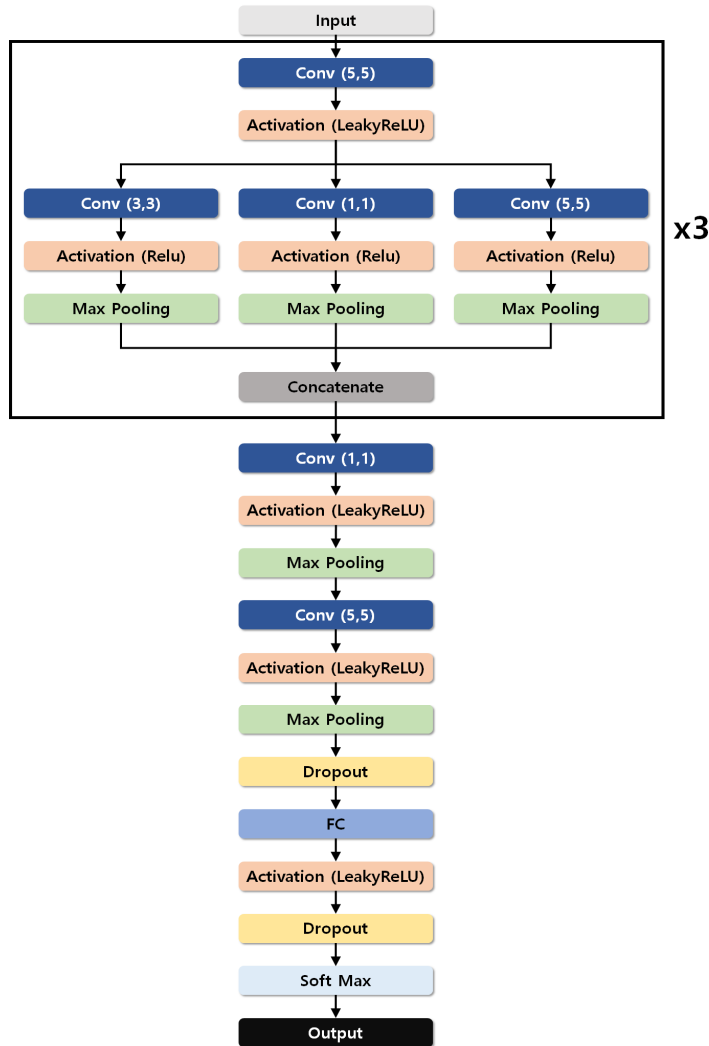 Input
Conv (5,5)
Activation (LeakyReLU)
Conv (3,3)
Conv (1,1)
Conv (5,5)
x3
Activation (Relu)
Activation (Relu)
Activation (Relu)
Max Pooling
Max Pooling
Max Pooling
Concatenate
Conv (1,1)
Activation (LeakyReLU)
Max Pooling
Conv (5,5)
Activation (LeakyReLU)
Max Pooling
Dropout
FC
Activation (LeakyReLU)
Dropout
Soft Max
Output